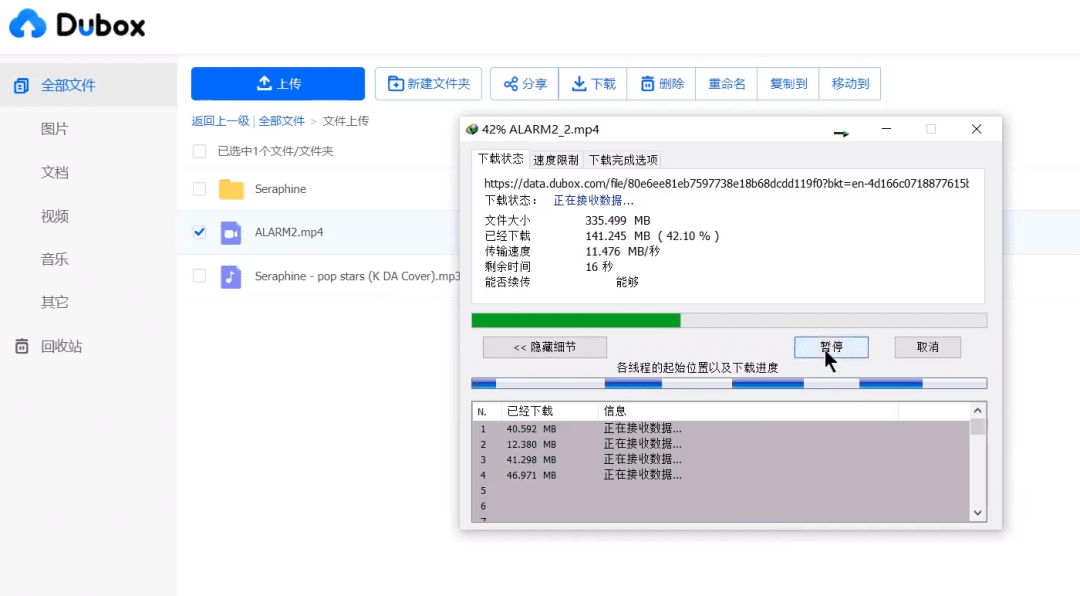 Dubox
全部文件
图片
文档
视频
音乐
其它
回收站
上传 新建文件夹 分享 下载 删除 重命名 复制到 移动到
返回上一级 | 全部文件 > 文件上传
已选中1个文件/文件夹
Seraphine
ALARM2.mp4
Seraphine - pop stars (K DA Cover).mp3
42% ALARM2_2.mp4
下载状态 速度限制 下载完成选项
https://data.dubox.com/file/80e6ee81eb7597738e18b68dcdd119f0?bkt=en-4d166c0718877615b
下载状态： 正在接收数据...
文件大小 335.499 MB
已经下载 141.245 MB ( 42.10 % )
传输速度 11.476 MB/秒
剩余时间 16 秒
能否续传 能够
<< 隐藏细节 暂停 取消
各线程的起始位置以及下载进度
N. 已经下载 信息
1 40.592 MB 正在接收数据...
2 12.380 MB 正在接收数据...
3 41.298 MB 正在接收数据...
4 46.971 MB 正在接收数据...
5
6